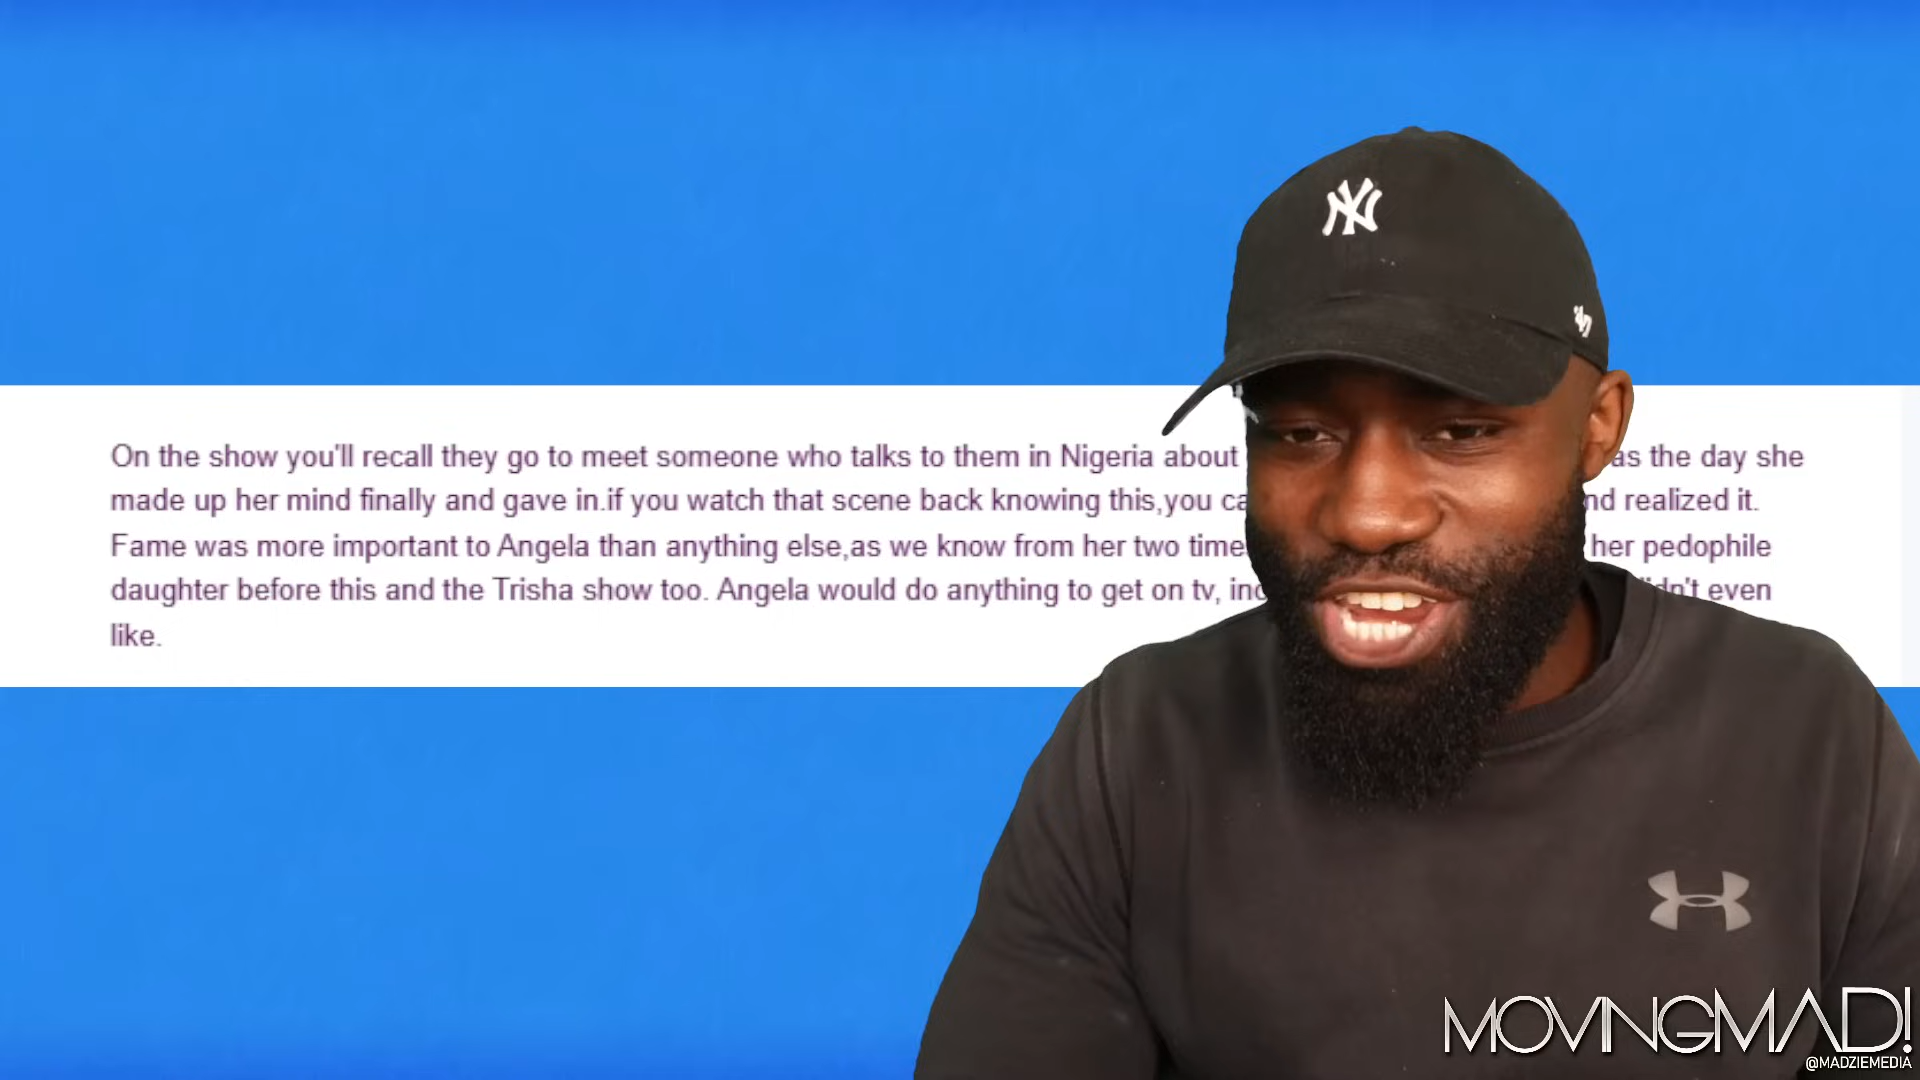 On the show you'll recall they go to meet someone who talks to them in Nigeria about as the day she
made up her mind finally and gave in.if you watch that scene back knowing this,you realized it.
Fame was more important to Angela than anything else,as we know from her two her pedophile
daughter before this and the Trisha show too. Angela would do anything to get on tv, even
like.
NY
MOVINGMAD!
@MADZIEMEDIA